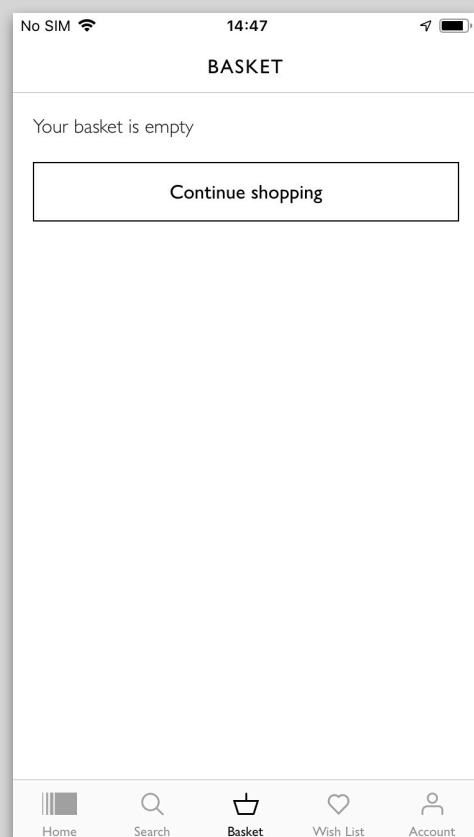 No SIM 14:47
BASKET
Your basket is empty
Continue shopping
Home Search Basket Wish List Account